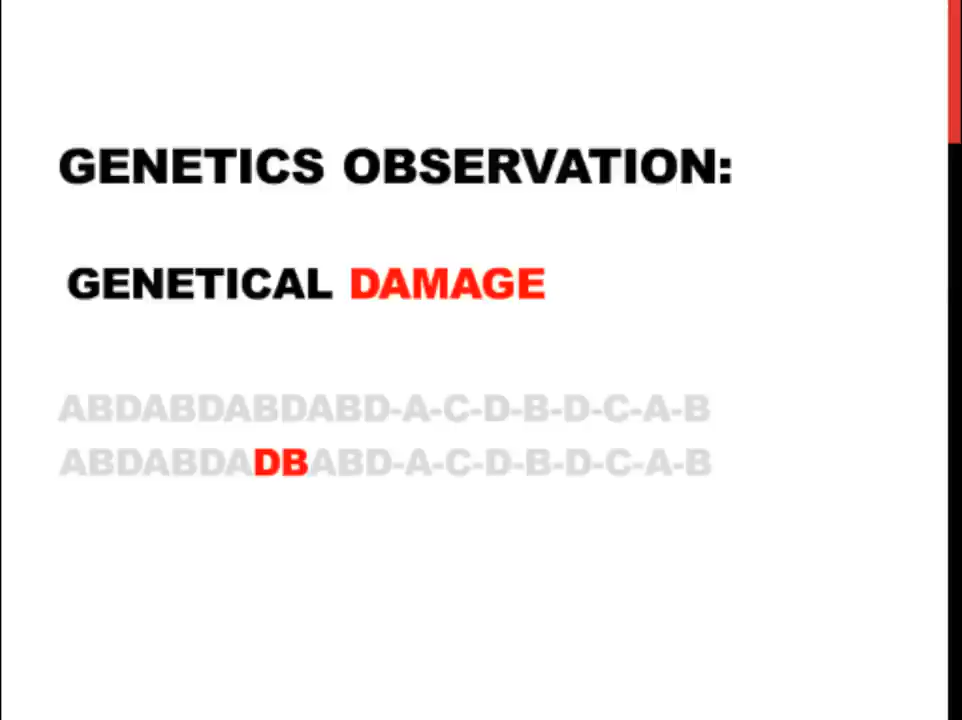 GENETICS OBSERVATION:
GENETICAL DAMAGE
ABDABDABDABD-A-C-D-B-D-C-A-B
ABDABDADBABD-A-C-D-B-D-C-A-B